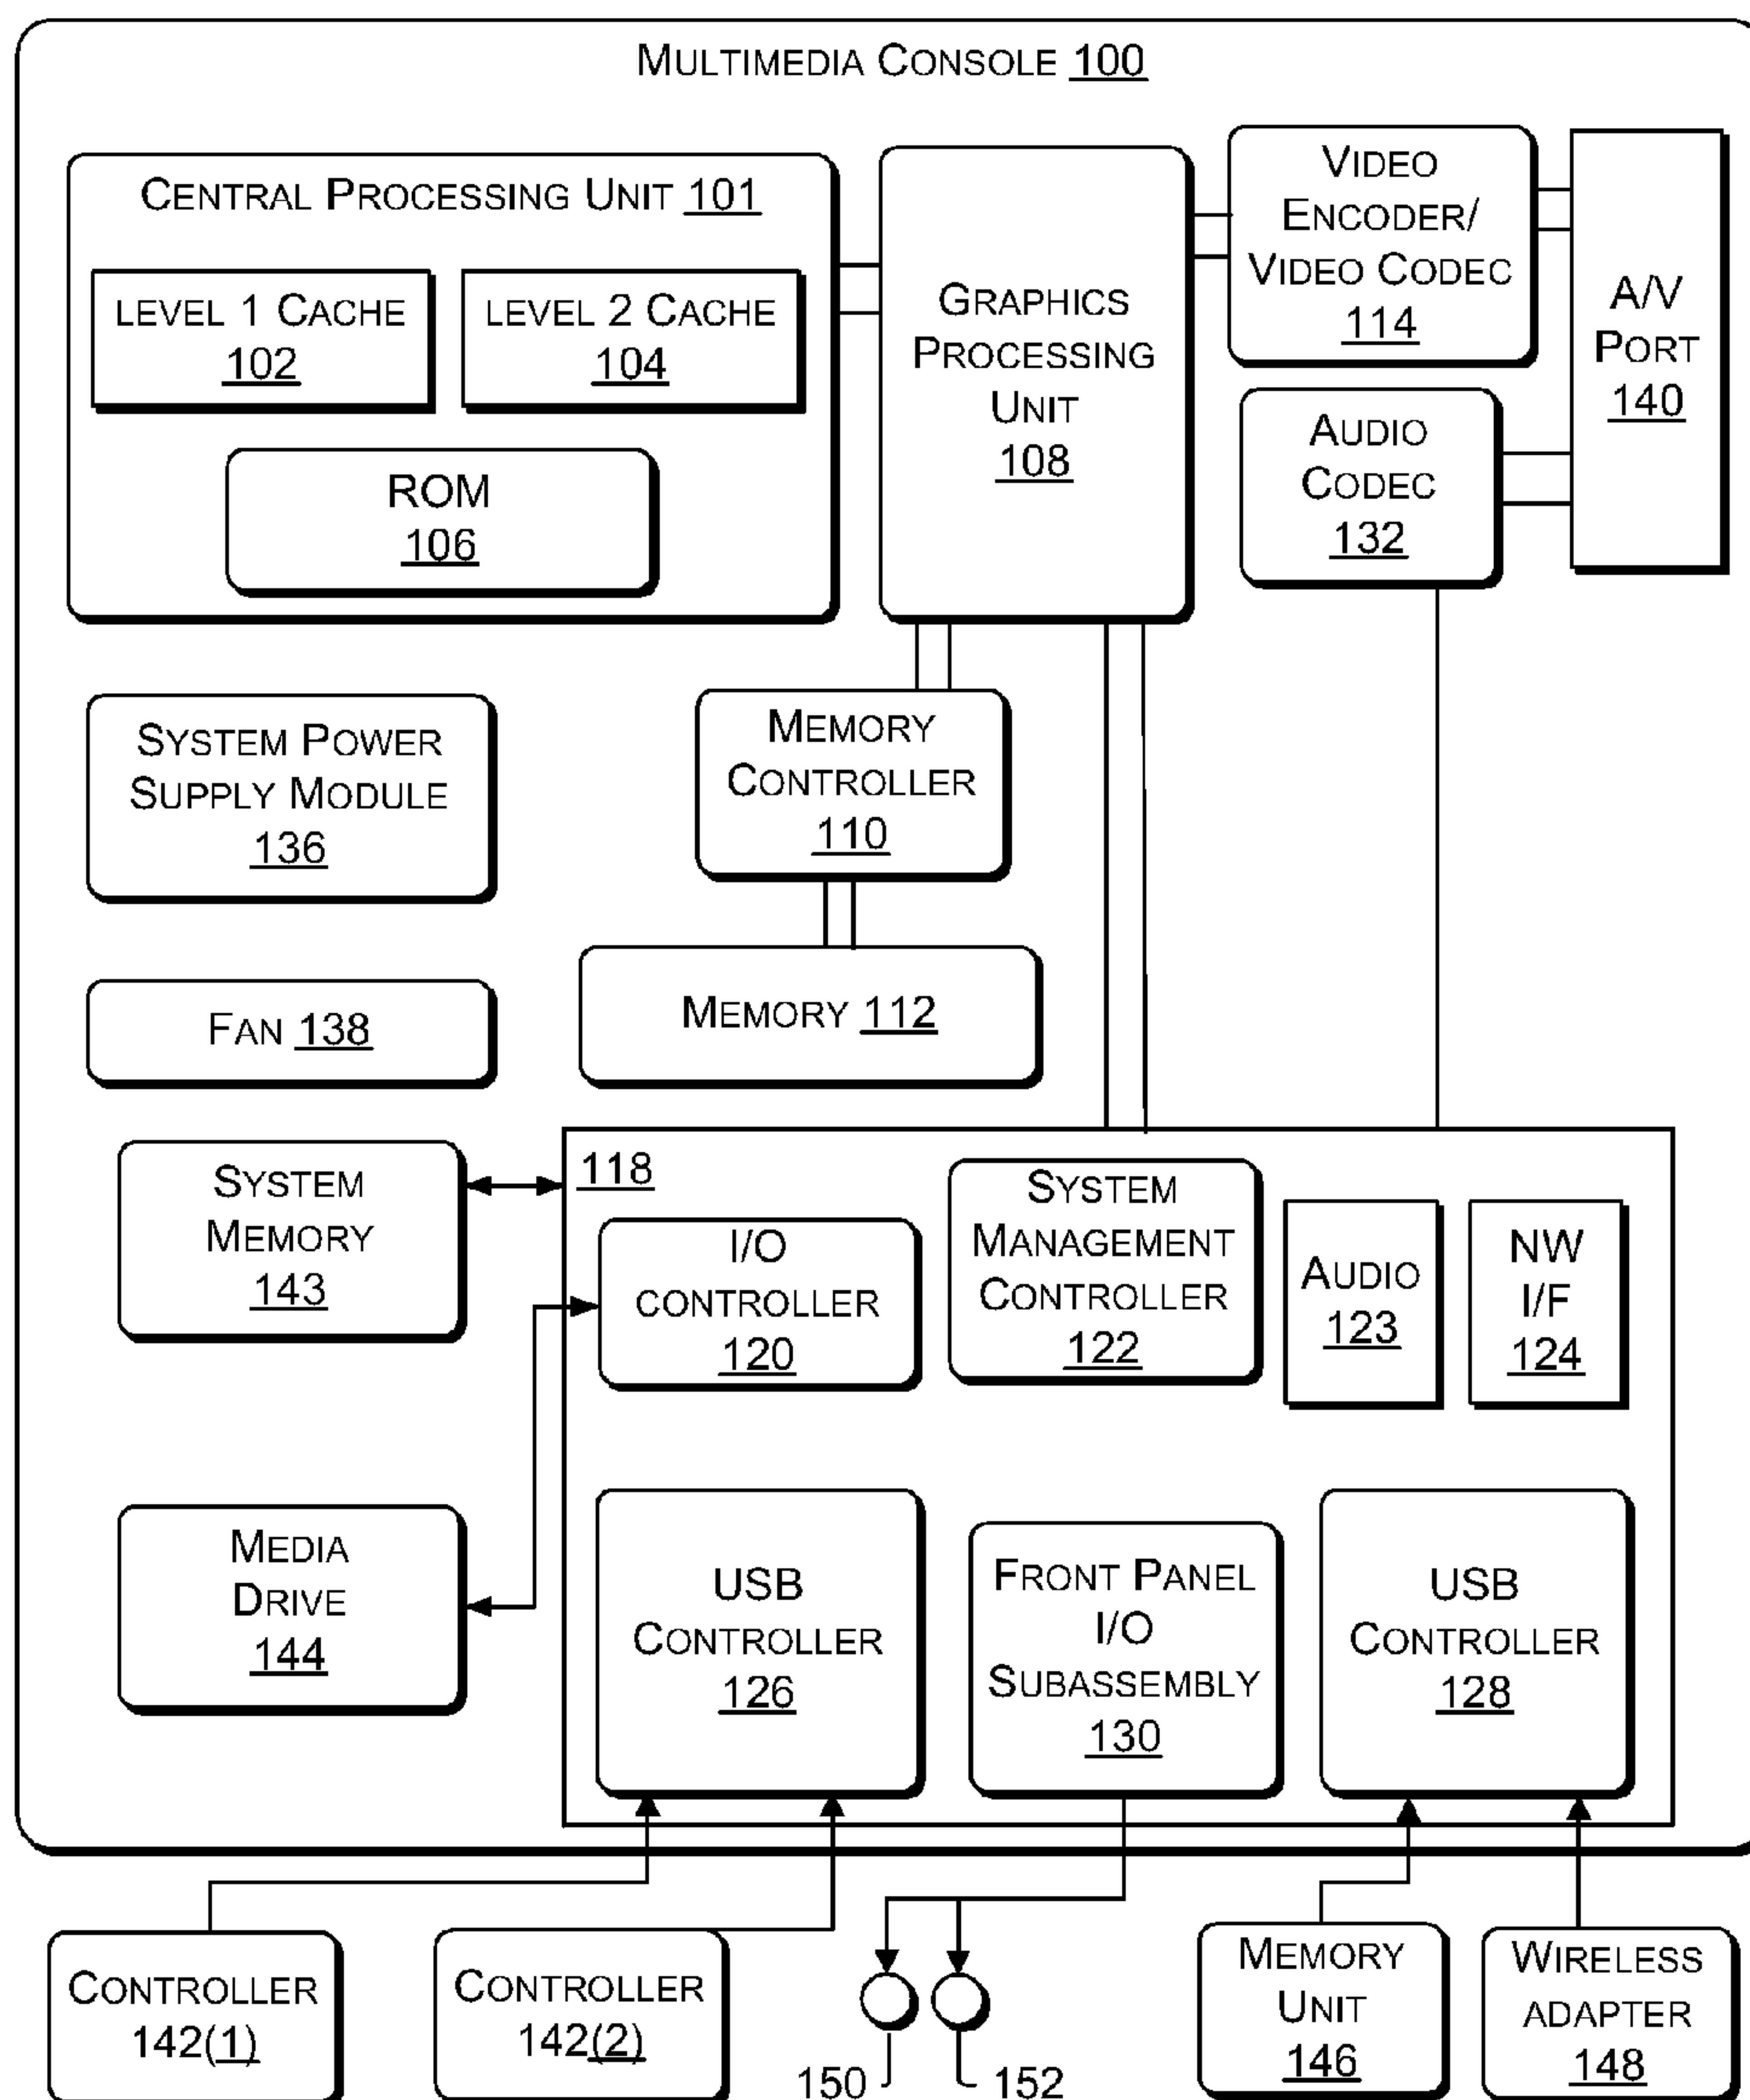 MULTIMEDIA CONSOLE 100
CENTRAL PROCESSING UNIT 101
LEVEL 1 CACHE
102
LEVEL 2 CACHE
104
ROM
106
GRAPHICS
PROCESSING
UNIT
108
VIDEO
ENCODER/
VIDEO CODEC
114
A/V
PORT
140
AUDIO
CODEC
132
SYSTEM POWER
SUPPLY MODULE
136
MEMORY
CONTROLLER
110
FAN 138
MEMORY 112
SYSTEM
MEMORY
143
118
I/O
CONTROLLER
120
SYSTEM
MANAGEMENT
CONTROLLER
122
AUDIO
123
NW
I/F
124
MEDIA
DRIVE
144
USB
CONTROLLER
126
FRONT PANEL
I/O
SUBASSEMBLY
130
USB
CONTROLLER
128
CONTROLLER
142(1)
CONTROLLER
142(2)
150
152
MEMORY
UNIT
146
WIRELESS
ADAPTER
148